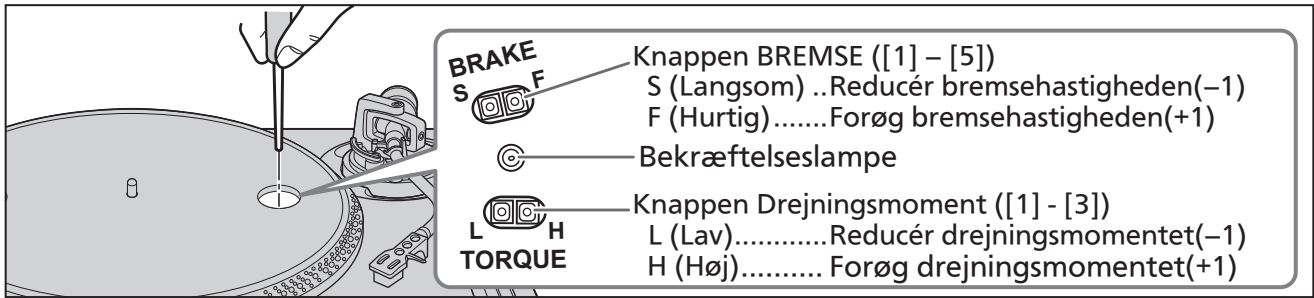 BRAKE
S F
Knappen BREMSE ([1] – [5])
S (Langsom) ..Reducér bremsehastigheden(−1)
F (Hurtig).......Forøg bremsehastigheden(+1)
Bekræftelseslampe
L H
TORQUE
Knappen Drejningsmoment ([1] - [3])
L (Lav)............Reducér drejningsmomentet(−1)
H (Høj).......... Forøg drejningsmomentet(+1)